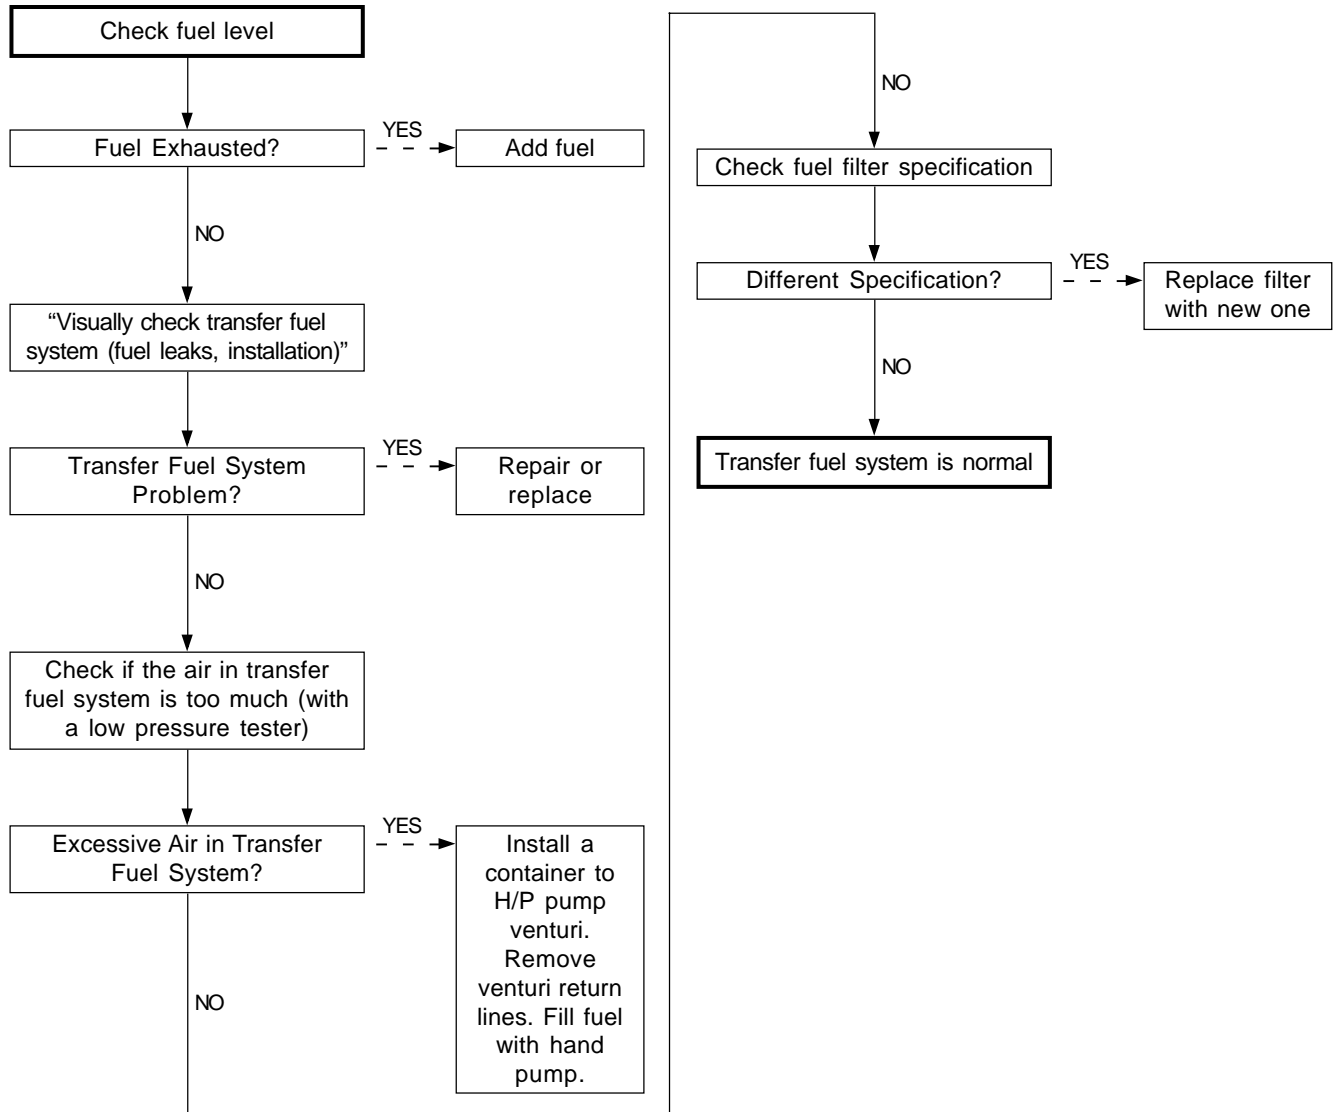 Check fuel level
Fuel Exhausted?
YES
Add fuel
NO
“Visually check transfer fuel
system (fuel leaks, installation)”
Transfer Fuel System
Problem?
YES
Repair or
replace
NO
Check if the air in transfer
fuel system is too much (with
a low pressure tester)
Excessive Air in Transfer
Fuel System?
YES
Install a
container to
H/P pump
venturi.
Remove
venturi return
lines. Fill fuel
with hand
pump.
NO
NO
Check fuel filter specification
Different Specification?
YES
Replace filter
with new one
NO
Transfer fuel system is normal